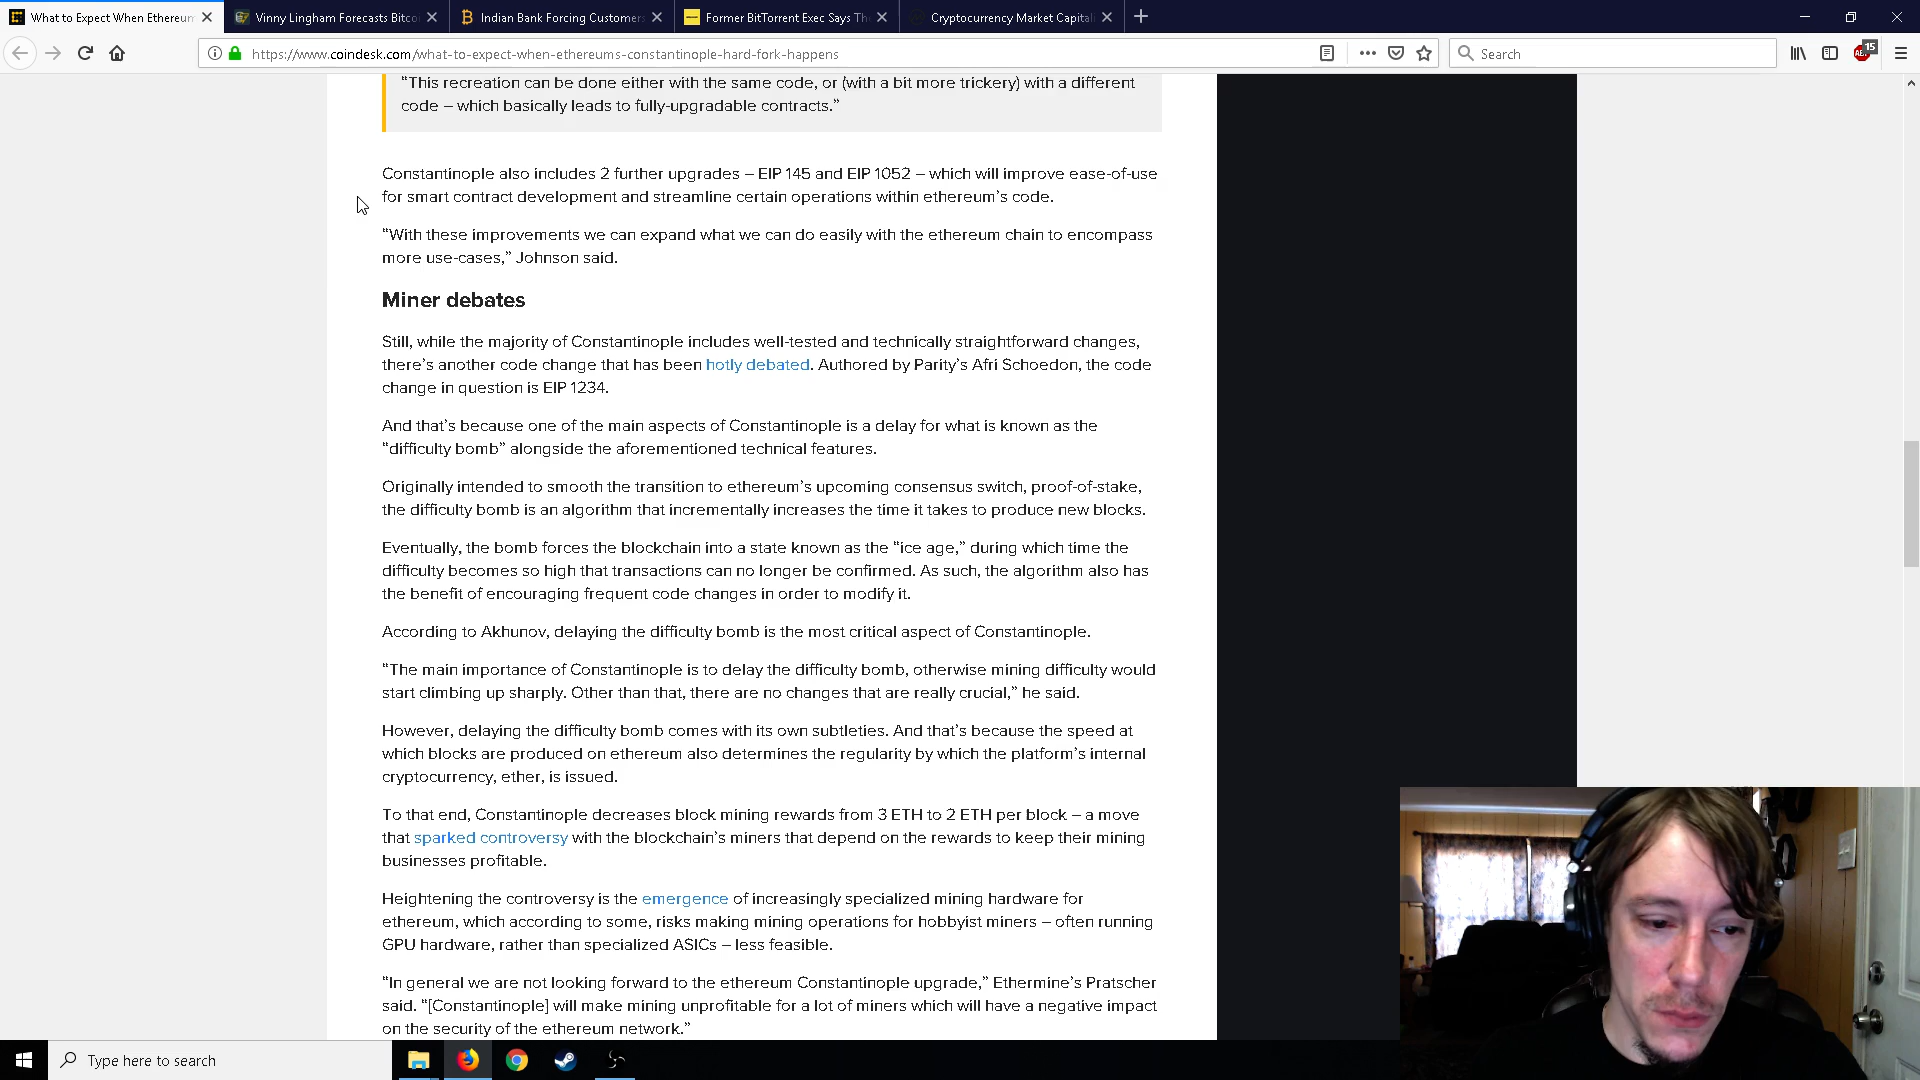 What to Expect When Ethereum
Vinny Lingham Forecasts Bitco
Indian Bank Forcing Customers
Former BitTorrent Exec Says Th
Cryptocurrency Market Capital
https://www.coindesk.com/what-to-expect-when-ethereums-constantinople-hard-fork-happens
Search
15
“This recreation can be done either with the same code, or (with a bit more trickery) with a different
code – which basically leads to fully-upgradable contracts.”
Constantinople also includes 2 further upgrades – EIP 145 and EIP 1052 – which will improve ease-of-use
for smart contract development and streamline certain operations within ethereum’s code.
“With these improvements we can expand what we can do easily with the ethereum chain to encompass
more use-cases,” Johnson said.
Miner debates
Still, while the majority of Constantinople includes well-tested and technically straightforward changes,
there’s another code change that has been hotly debated. Authored by Parity’s Afri Schoedon, the code
change in question is EIP 1234.
And that’s because one of the main aspects of Constantinople is a delay for what is known as the
“difficulty bomb” alongside the aforementioned technical features.
Originally intended to smooth the transition to ethereum’s upcoming consensus switch, proof-of-stake,
the difficulty bomb is an algorithm that incrementally increases the time it takes to produce new blocks.
Eventually, the bomb forces the blockchain into a state known as the “ice age,” during which time the
difficulty becomes so high that transactions can no longer be confirmed. As such, the algorithm also has
the benefit of encouraging frequent code changes in order to modify it.
According to Akhunov, delaying the difficulty bomb is the most critical aspect of Constantinople.
“The main importance of Constantinople is to delay the difficulty bomb, otherwise mining difficulty would
start climbing up sharply. Other than that, there are no changes that are really crucial,” he said.
However, delaying the difficulty bomb comes with its own subtleties. And that’s because the speed at
which blocks are produced on ethereum also determines the regularity by which the platform’s internal
cryptocurrency, ether, is issued.
To that end, Constantinople decreases block mining rewards from 3 ETH to 2 ETH per block – a move
that sparked controversy with the blockchain’s miners that depend on the rewards to keep their mining
businesses profitable.
Heightening the controversy is the emergence of increasingly specialized mining hardware for
ethereum, which according to some, risks making mining operations for hobbyist miners – often running
GPU hardware, rather than specialized ASICs – less feasible.
“In general we are not looking forward to the ethereum Constantinople upgrade,” Ethermine’s Pratscher
said. “[Constantinople] will make mining unprofitable for a lot of miners which will have a negative impact
on the security of the ethereum network.”
Type here to search